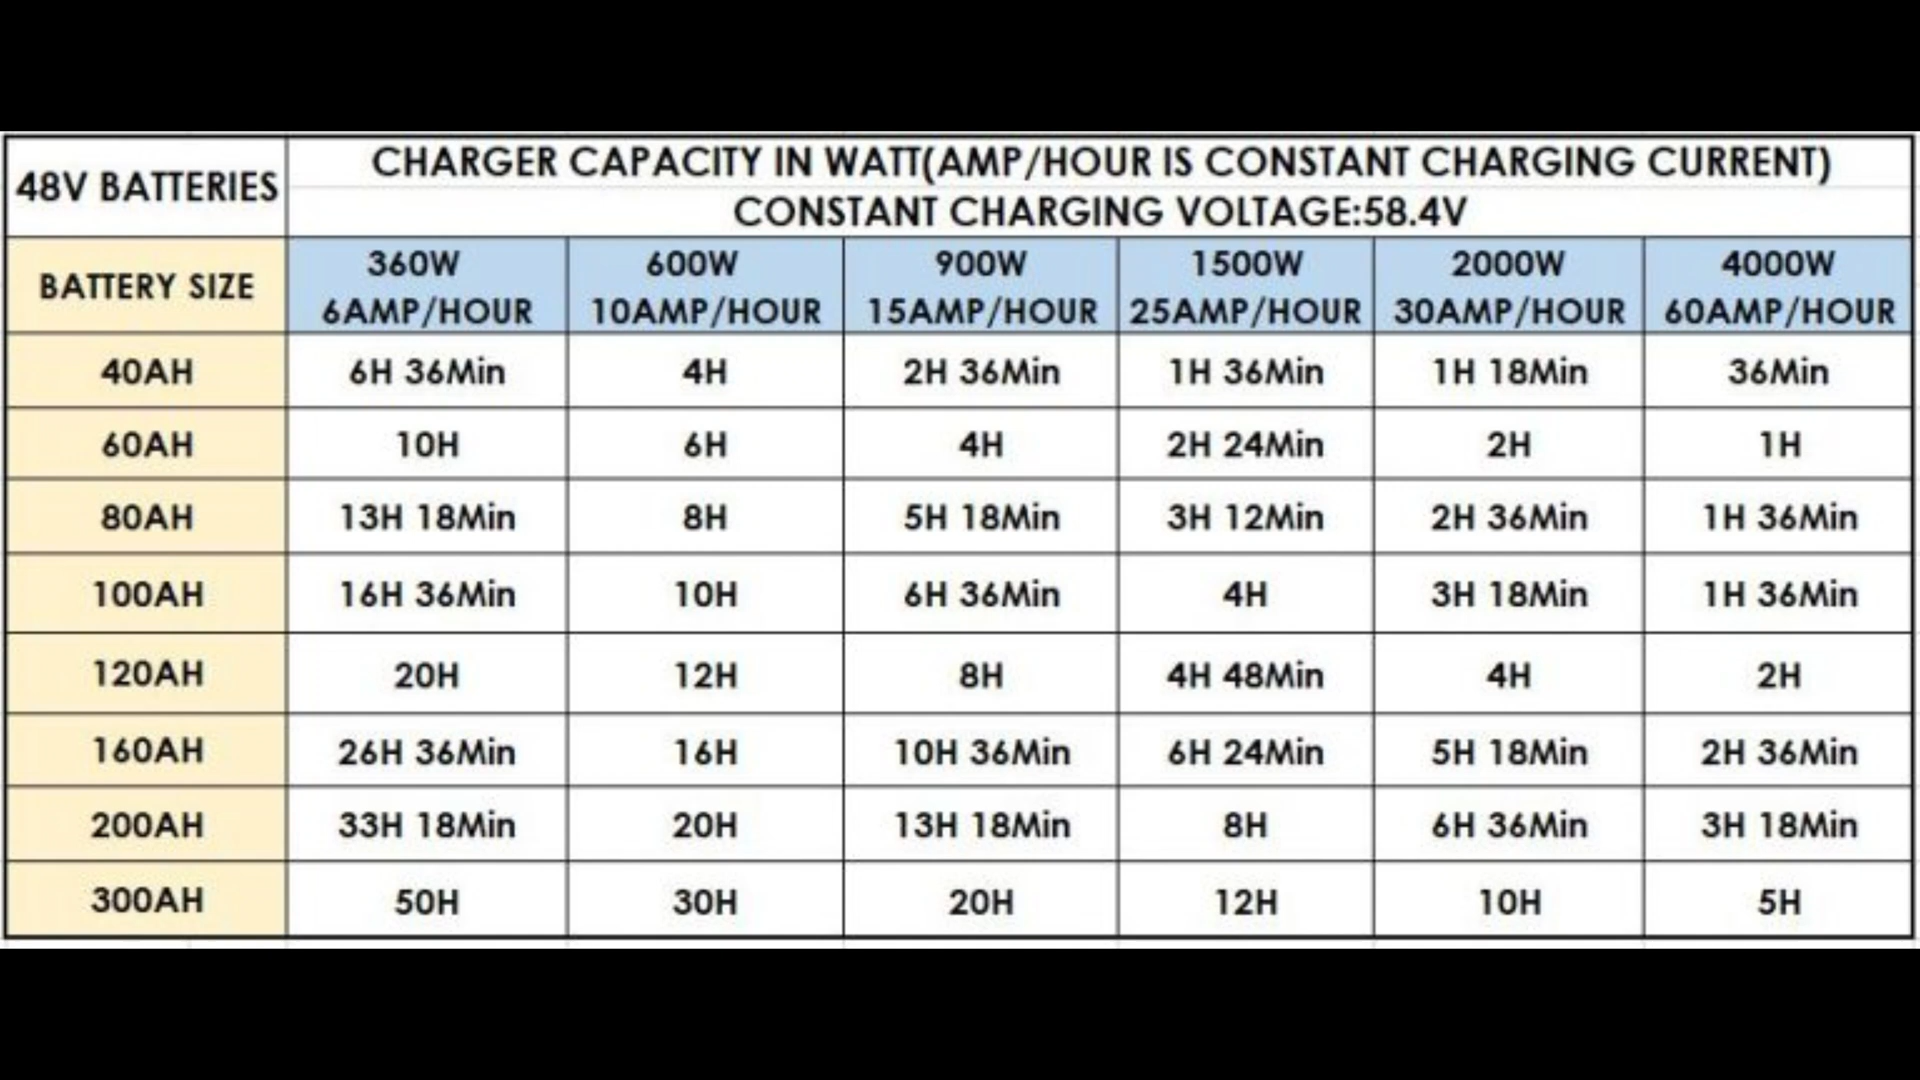 48V BATTERIES
CHARGER CAPACITY IN WATT(AMP/HOUR IS CONSTANT CHARGING CURRENT)
CONSTANT CHARGING VOLTAGE:58.4V
BATTERY SIZE
360W 600W 900W 1500W 2000W 4000W
6AMP/HOUR 10AMP/HOUR 15AMP/HOUR 25AMP/HOUR 30AMP/HOUR 60AMP/HOUR
40AH 6H 36Min 4H 2H 36Min 1H 36Min 1H 18Min 36Min
60AH 10H 6H 4H 2H 24Min 2H 1H
80AH 13H 18Min 8H 5H 18Min 3H 12Min 2H 36Min 1H 36Min
100AH 16H 36Min 10H 6H 36Min 4H 3H 18Min 1H 36Min
120AH 20H 12H 8H 4H 48Min 4H 2H
160AH 26H 36Min 16H 10H 36Min 6H 24Min 5H 18Min 2H 36Min
200AH 33H 18Min 20H 13H 18Min 8H 6H 36Min 3H 18Min
300AH 50H 30H 20H 12H 10H 5H